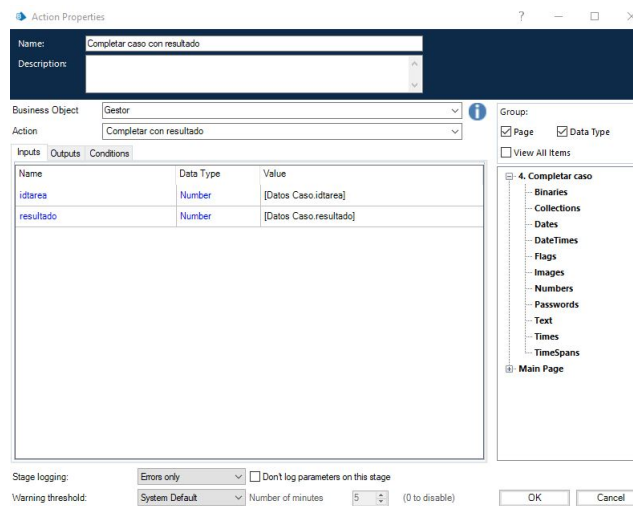 Action Properties
Name: Completar caso con resultado
Description:
Business Object Gestor
Action Completar con resultado
Inputs Outputs Conditions
Name Data Type Value
idtarea Number [Datos Caso.idtarea]
resultado Number [Datos Caso.resultado]
Group:
Page Data Type
View All Items
4. Completar caso
Binaries
Collections
Dates
DateTimes
Flags
Images
Numbers
Passwords
Text
Times
TimeSpans
Main Page
Stage logging: Errors only Don't log parameters on this stage
Warning threshold: System Default Number of minutes 5 (0 to disable)
OK Cancel